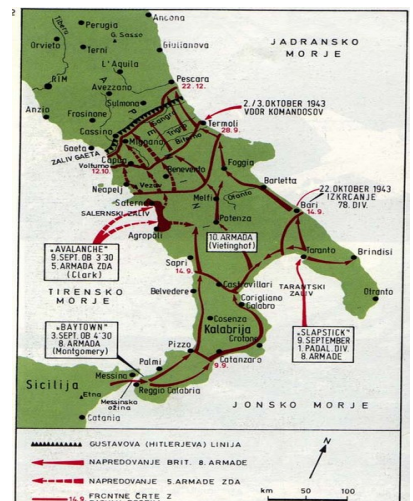 2
Ancona
Tibera
Perugia
G. Sasso
Orvieto
Terni
Giulianova
JADRANSKO
MORJE
L'Aquila
RIM
Avezzano
Pescara
22.12.
Sulmona
Anzio
Frosinone
2./3.OKTOBER 1943
VDOR KOMANDOSOV
Cassino
Sangro
Trigno
Biferno
Termoli
28.9.
Gaeta
Mignano
ZALIV GAETA
Capua
Volturno
12.10.
Benevento
Foggia
Barletta
Neapelj
Vezuv
Ofanto
22.OKTOBER 1943
IZKRCANJE
78. DIV.
Salerno
Melfi
Bari
14.9.
SALERNSKI ZALIV
Potenza
Agropoli
10. ARMADA
(Vietinghof)
Taranto
Brindisi
„AVALANCHE"
9.SEPT. OB 3 30
5.ARMADA ZDA
(Clark)
Sapri
14.9.
TARANTSKI
ZALIV
Otranto
TIRENSKO
MORJE
Belvedere
Castrovillari
Corigliano
Calabro
Cosenza
Kalabrija
Crotone
„SLAPSTICK"
9. SEPTEMBER
1. PADAL. DIV.
8. ARMADE
„BAYTOWN"
3.SEPT. OB 4'30
8. ARMADA
(Montgomery)
Pizzo
Palmi
9.9.
Catanzaro
Messina
Sicilija
Reggio Calabria
Etna
Messinska
ožina
JONSKO MORJE
Catania
GUSTAVOVA (HITLERJEVA) LINIJA
NAPREDOVANJE BRIT. 8. ARMADE
N
NAPREDOVANJE 5. ARMADE ZDA
14.9. FRONTNE ČRTE Z
km 50 100